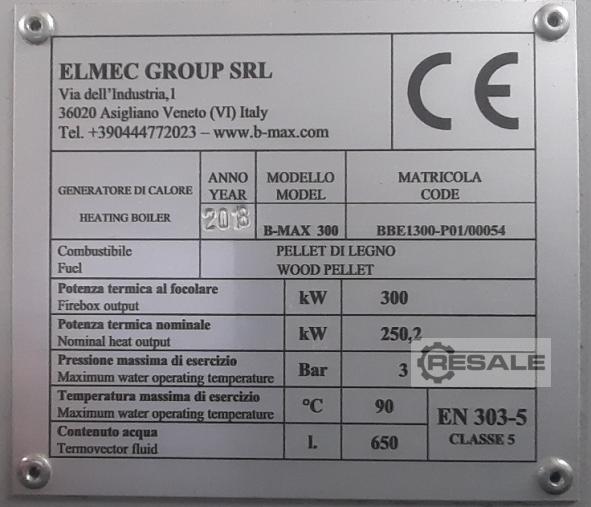 ELMEC GROUP SRL
Via dell'Industria,1
36020 Asigliano Veneto (VI) Italy
Tel. +390444772023 – www.b-max.com
CE
GENERATORE DI CALORE
HEATING BOILER
ANNO
YEAR
2018
MODELLO
MODEL
B-MAX 300
MATRICOLA
CODE
BBE1300-P01/00054
Combustibile
Fuel
PELLET DI LEGNO
WOOD PELLET
Potenza termica al focolare
Firebox output
kW
300
Potenza termica nominale
Nominal heat output
kW
250,2
Pressione massima di esercizio
Maximum water operating temperature
Bar
3
RESALE
Temperatura massima di esercizio
Maximum water operating temperature
°C
90
Contenuto acqua
Termovector fluid
l.
650
EN 303-5
CLASSE 5